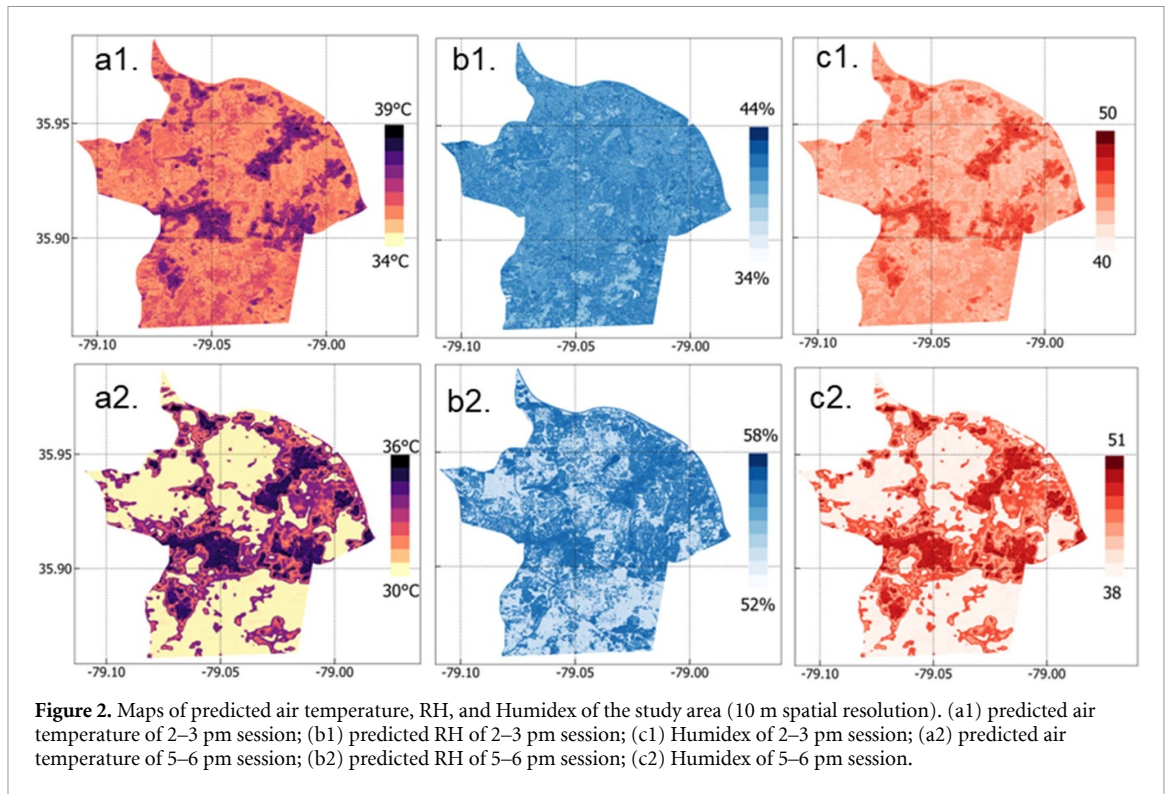 a1.
39°C
35.95
35.90
34°C
-79.10
-79.05
-79.00
b1.
44%
34%
-79.10
-79.05
-79.00
c1.
50
40
-79.10
-79.05
-79.00
a2.
36°C
35.95
35.90
30°C
-79.10
-79.05
-79.00
b2.
58%
52%
-79.10
-79.05
-79.00
c2.
51
38
-79.10
-79.05
-79.00
Figure 2. Maps of predicted air temperature, RH, and Humidex of the study area (10 m spatial resolution). (a1) predicted air
temperature of 2–3 pm session; (b1) predicted RH of 2–3 pm session; (c1) Humidex of 2–3 pm session; (a2) predicted air
temperature of 5–6 pm session; (b2) predicted RH of 5–6 pm session; (c2) Humidex of 5–6 pm session.